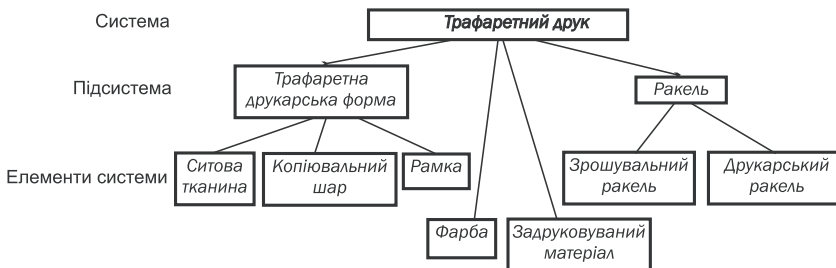 Система
Трафаретний друк
Підсистема
Трафаретна
друкарська форма
Ракель
Елементи системи
Ситова
тканина
Копіювальний
шар
Рамка
Зрошувальний
ракель
Друкарський
ракель
Фарба
Задруковуваний
матеріал